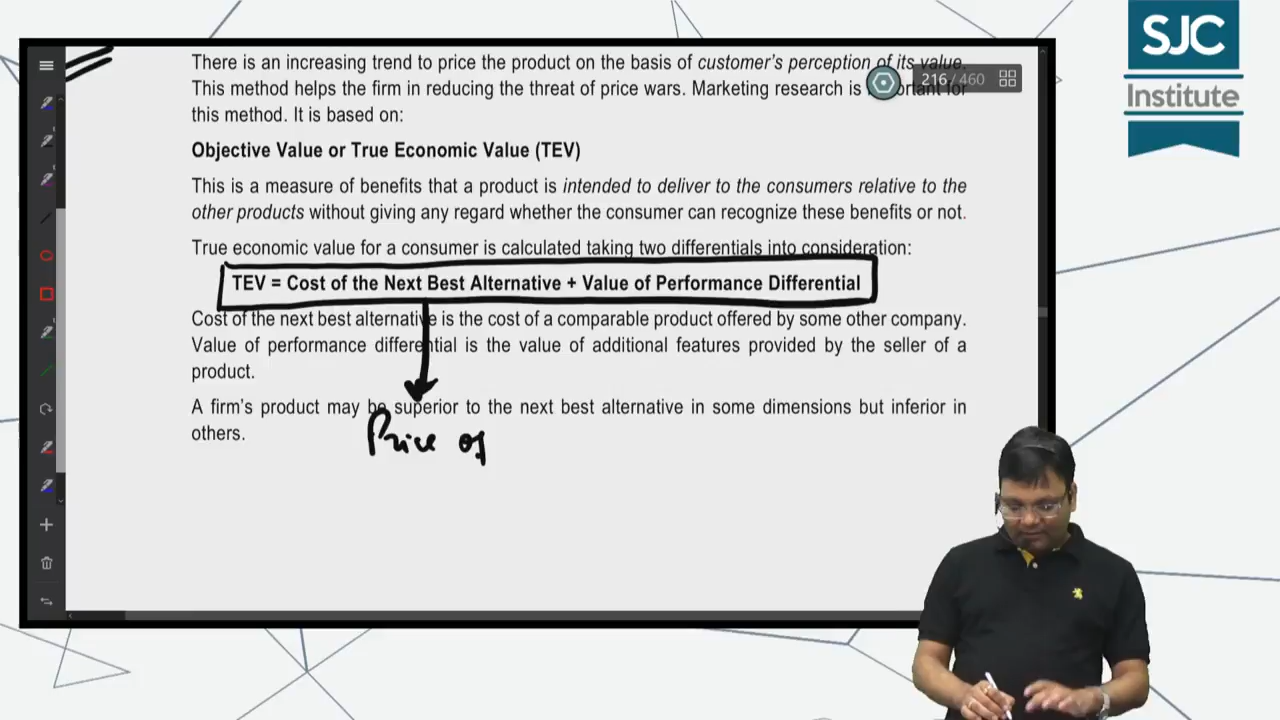 There is an increasing trend to price the product on the basis of customer's perception of its value.
This method helps the firm in reducing the threat of price wars. Marketing research is important for
this method. It is based on:
Objective Value or True Economic Value (TEV)
This is a measure of benefits that a product is intended to deliver to the consumers relative to the
other products without giving any regard whether the consumer can recognize these benefits or not.
True economic value for a consumer is calculated taking two differentials into consideration:
TEV = Cost of the Next Best Alternative + Value of Performance Differential
Cost of the next best alternative is the cost of a comparable product offered by some other company.
Value of performance differential is the value of additional features provided by the seller of a
product.
A firm's product may be superior to the next best alternative in some dimensions but inferior in
others.
Price of
216 / 460
SJC
Institute